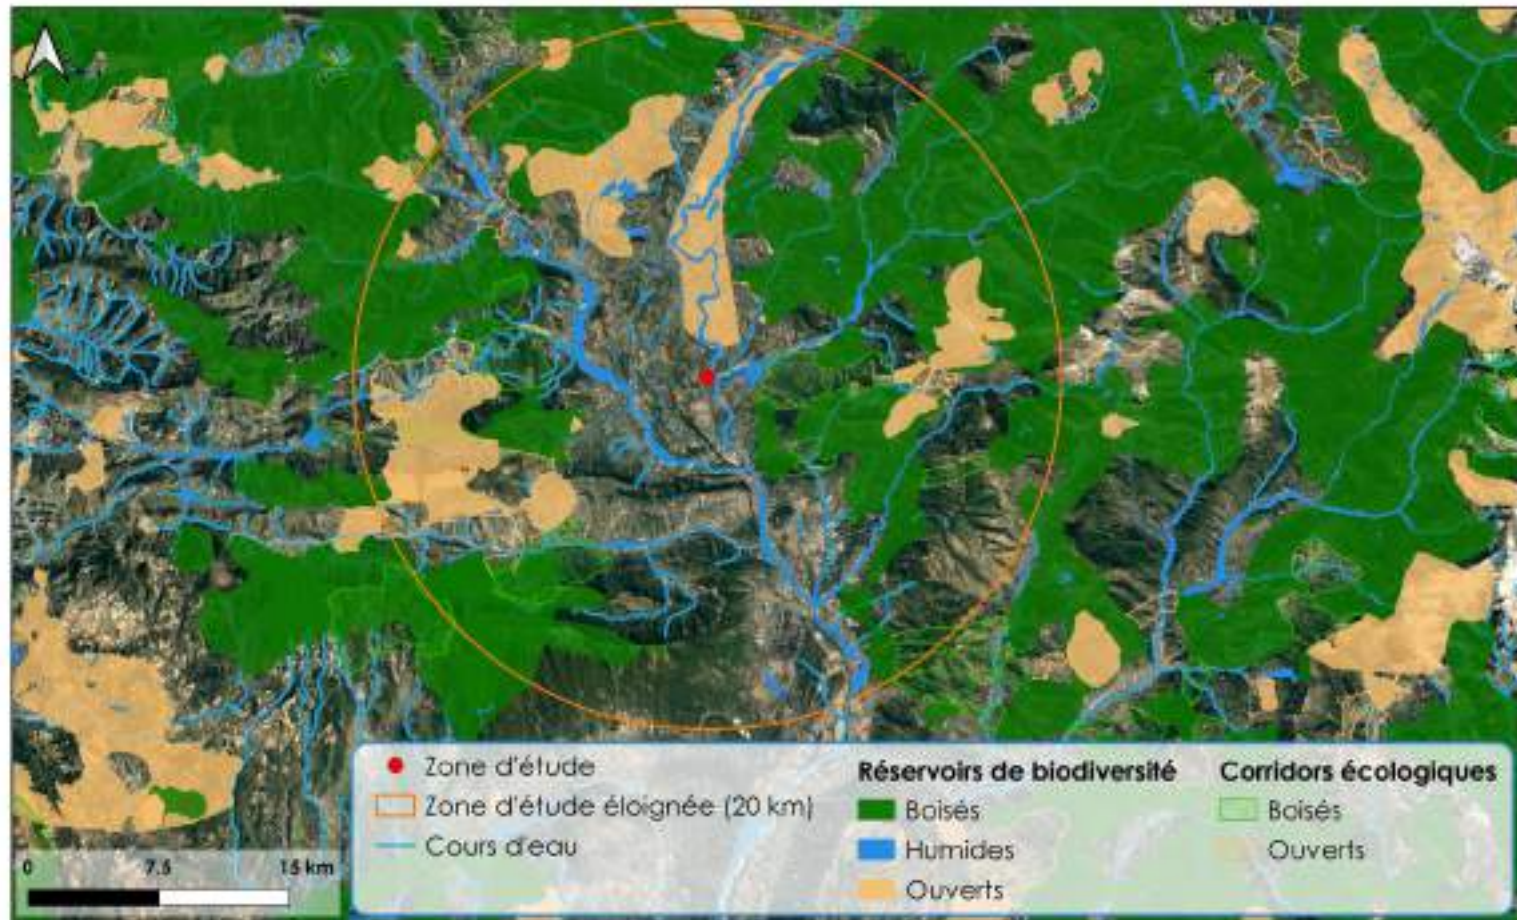 Zone d'étude
Zone d'étude éloignée (20 km)
Cours d'eau
Réservoirs de biodiversité
Boisés
Humides
Ouverts
Corridors écologiques
Boisés
Ouverts
0 7.5 15 km